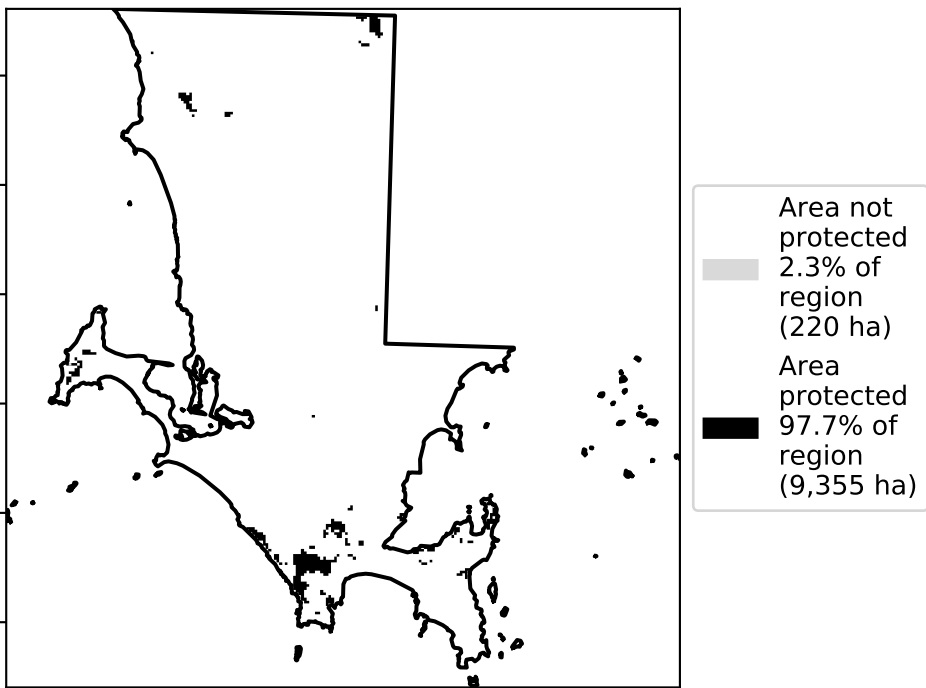 Area not
protected
2.3% of
region
(220 ha)
Area
protected
97.7% of
region
(9,355 ha)